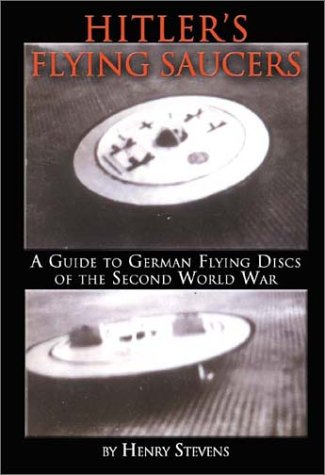 HITLER'S
FLYING SAUCERS
A GUIDE TO GERMAN FLYING DISCS
OF THE SECOND WORLD WAR
BY HENRY STEVENS